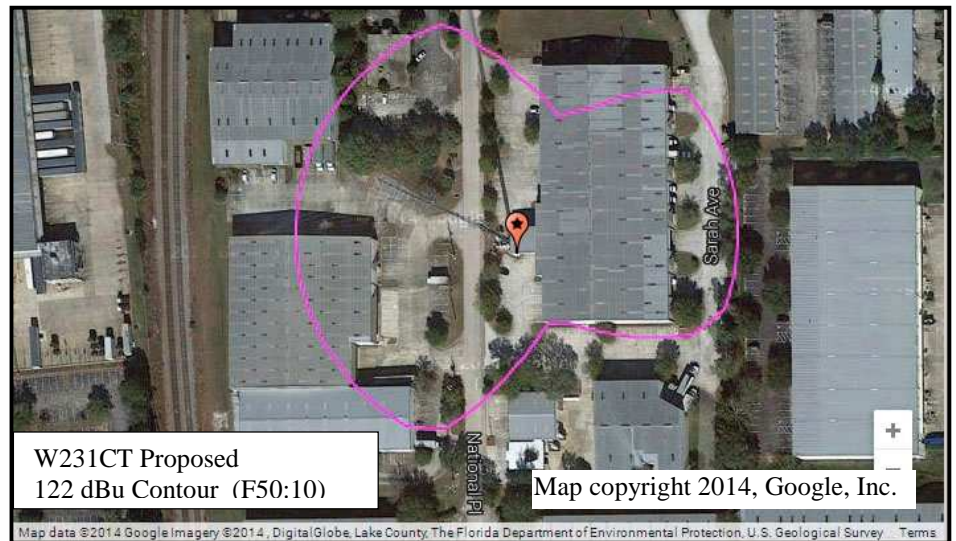 Sarah Ave
National Pl
W231CT Proposed
122 dBu Contour (F50:10)
+
−
Map copyright 2014, Google, Inc.
Map data ©2014 Google Imagery ©2014 , DigitalGlobe, Lake County, The Florida Department of Environmental Protection, U.S. Geological Survey Terms